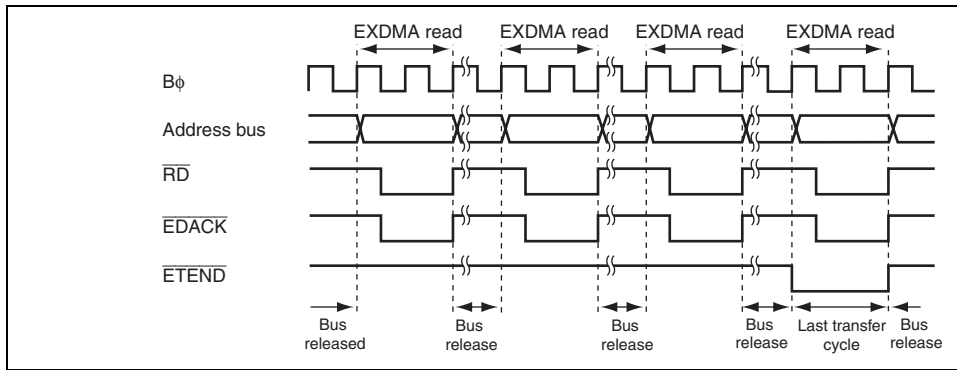 EXDMA read EXDMA read EXDMA read EXDMA read
Bϕ
Address bus
RD
EDACK
ETEND
Bus released
Bus release
Bus release
Bus release
Last transfer cycle
Bus release